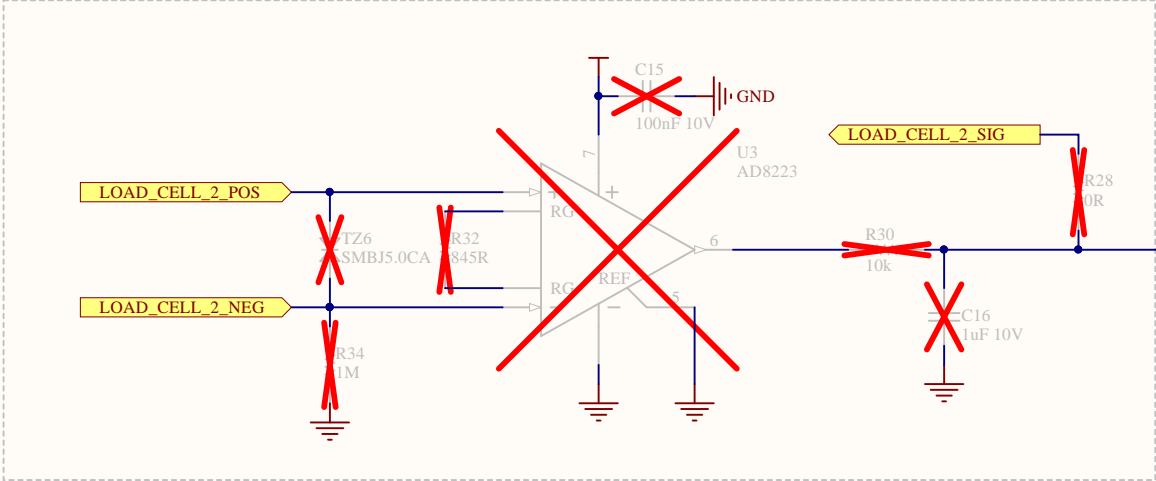 C15
GND
100nF 10V
LOAD_CELL_2_SIG
7
U3
AD8223
LOAD_CELL_2_POS
+
+
R28
0R
RG
TZ6
SMBJ5.0CA
R32
845R
6
R30
10k
REF
RG
5
LOAD_CELL_2_NEG
-
−
C16
1uF 10V
R34
1M